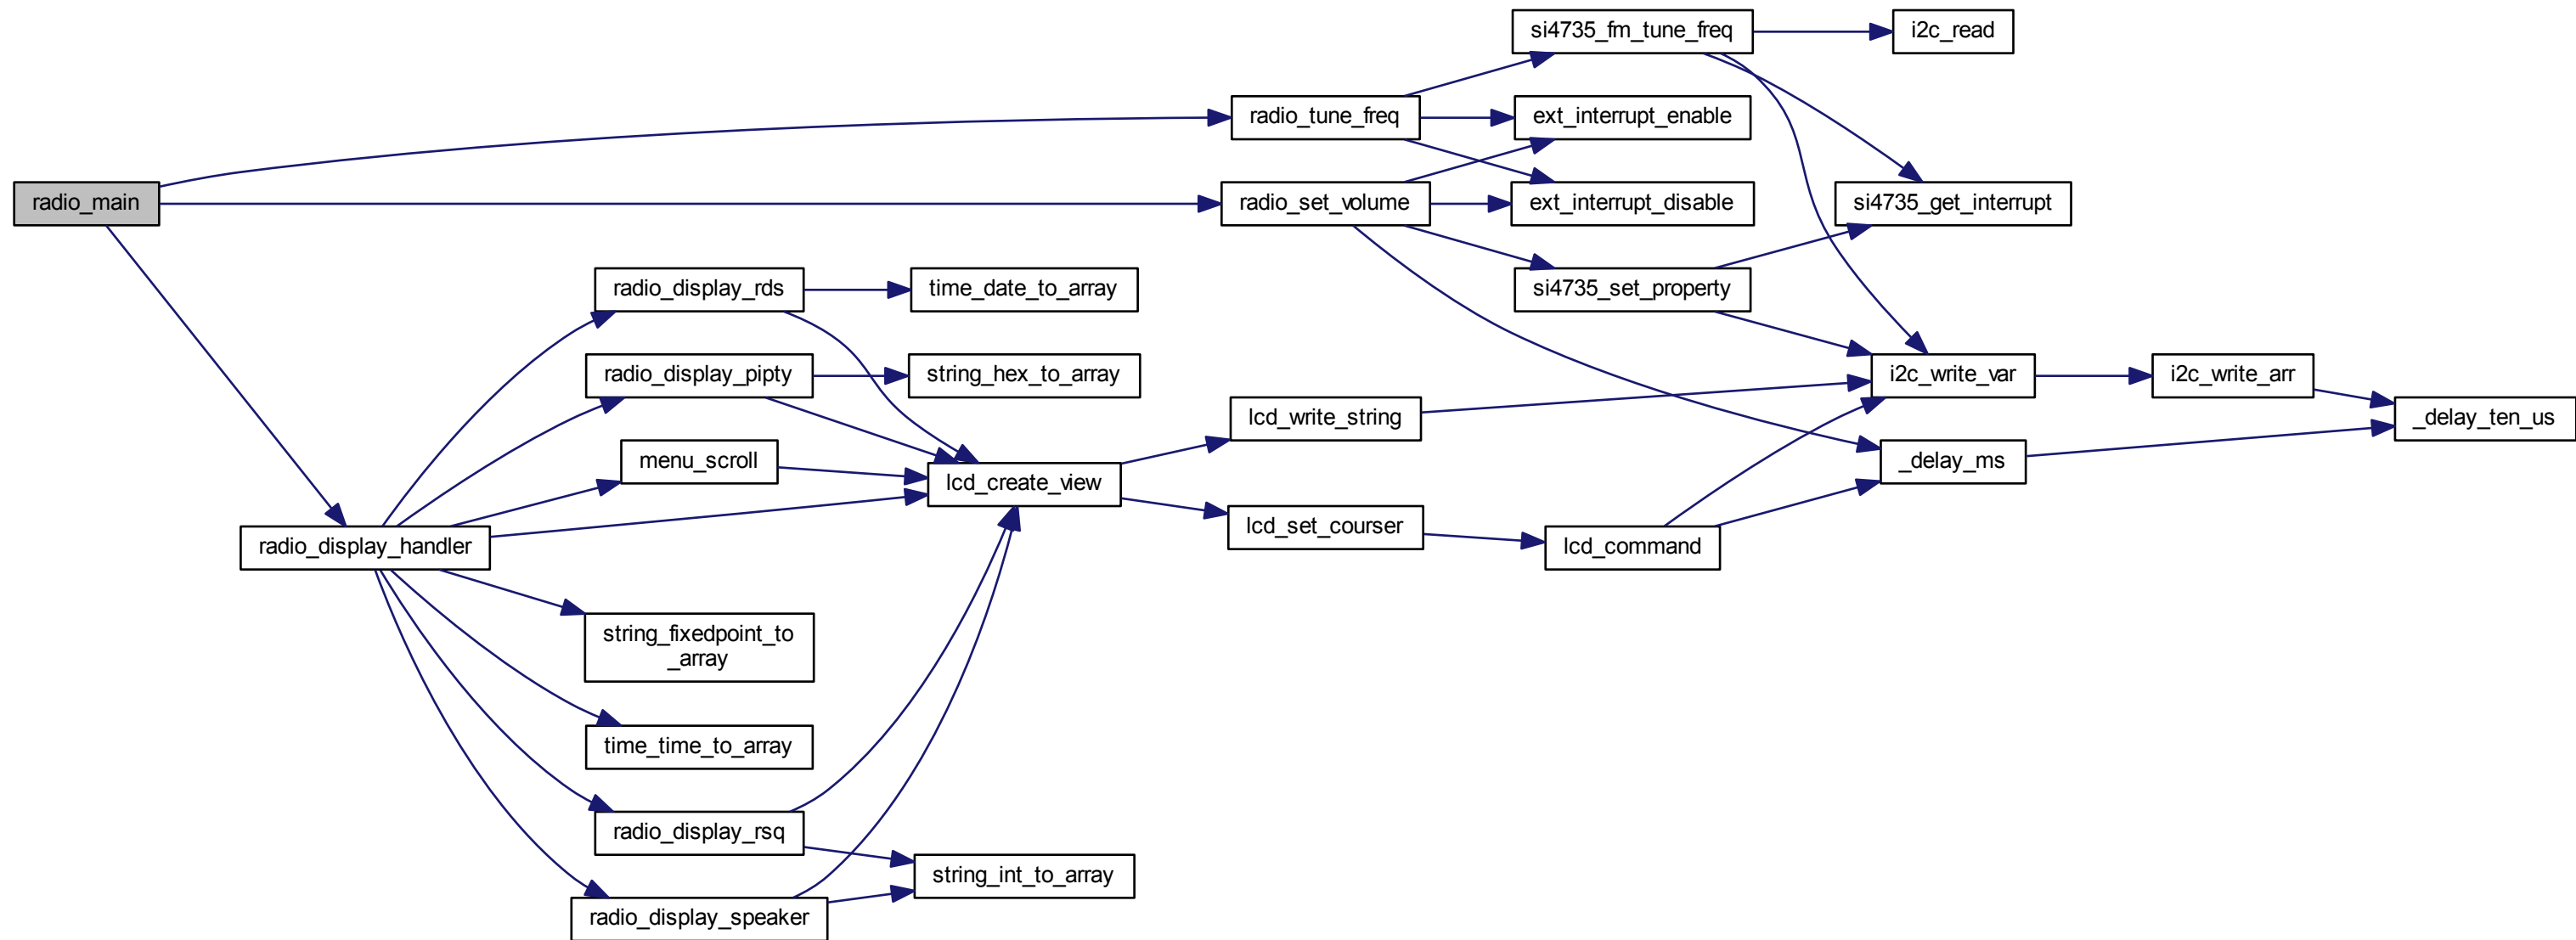 radio_main
radio_tune_freq
radio_set_volume
radio_display_handler
si4735_fm_tune_freq
i2c_read
ext_interrupt_enable
ext_interrupt_disable
si4735_get_interrupt
si4735_set_property
radio_display_rds
time_date_to_array
radio_display_pipty
string_hex_to_array
menu_scroll
lcd_create_view
lcd_write_string
lcd_set_courser
lcd_command
i2c_write_var
i2c_write_arr
_delay_ms
_delay_ten_us
string_fixedpoint_to
_array
time_time_to_array
radio_display_rsq
string_int_to_array
radio_display_speaker